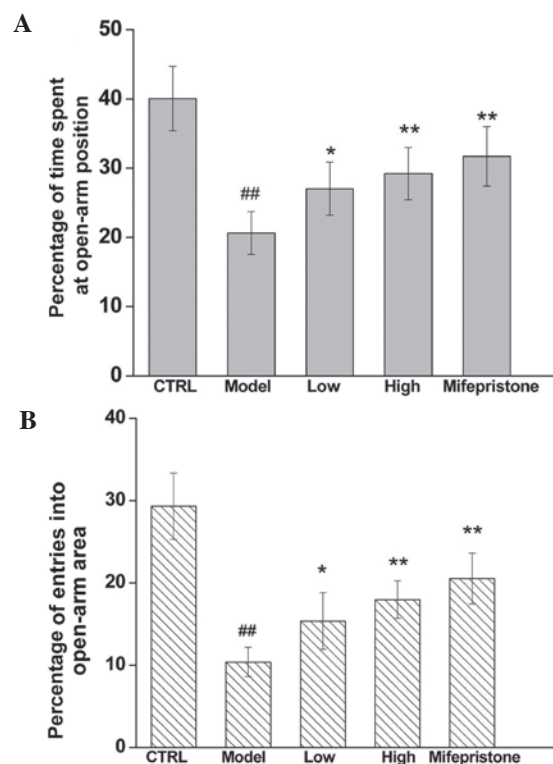 A
Percentage of time spent
at open-arm position
50
40
30
20
10
0
##
*
**
**
CTRL Model Low High Mifepristone
B
Percentage of entries into
open-arm area
40
30
20
10
0
##
*
**
**
CTRL Model Low High Mifepristone